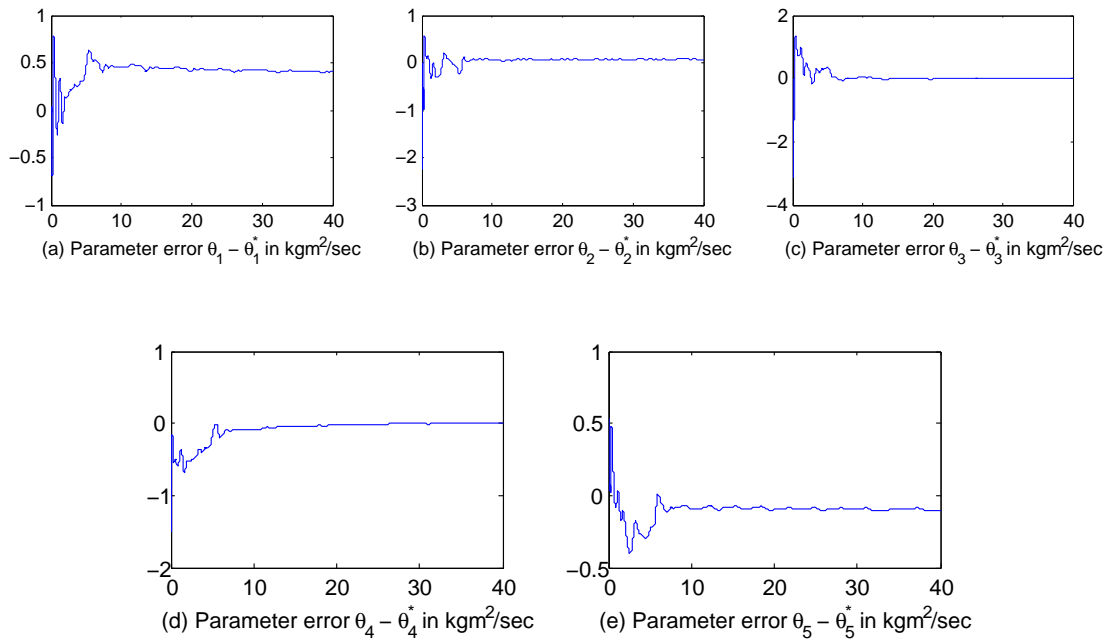 1
0.5
0
−0.5
−1
0 10 20 30 40
(a) Parameter error θ₁ − θ₁* in kgm²/sec
1
0
−1
−2
−3
0 10 20 30 40
(b) Parameter error θ₂ − θ₂* in kgm²/sec
2
0
−2
−4
0 10 20 30 40
(c) Parameter error θ₃ − θ₃* in kgm²/sec
1
0
−1
−2
0 10 20 30 40
(d) Parameter error θ₄ − θ₄* in kgm²/sec
1
0.5
0
−0.5
0 10 20 30 40
(e) Parameter error θ₅ − θ₅* in kgm²/sec